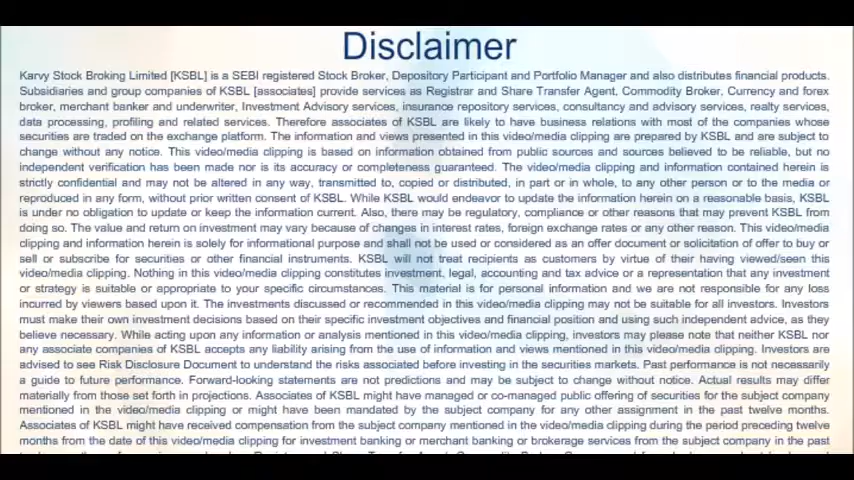 Disclaimer
Karvy Stock Broking Limited [KSBL] is a SEBI registered Stock Broker, Depository Participant and Portfolio Manager and also distributes financial products.
Subsidiaries and group companies of KSBL [associates] provide services as Registrar and Share Transfer Agent, Commodity Broker, Currency and forex
broker, merchant banker and underwriter, Investment Advisory services, insurance repository services, consultancy and advisory services, realty services,
data processing, profiling and related services. Therefore associates of KSBL are likely to have business relations with most of the companies whose
securities are traded on the exchange platform. The information and views presented in this video/media clipping are prepared by KSBL and are subject to
change without any notice. This video/media clipping is based on information obtained from public sources and sources believed to be reliable, but no
independent verification has been made nor is its accuracy or completeness guaranteed. The video/media clipping and information contained herein is
strictly confidential and may not be altered in any way, transmitted to, copied or distributed, in part or in whole, to any other person or to the media or
reproduced in any form, without prior written consent of KSBL. While KSBL would endeavor to update the information herein on a reasonable basis, KSBL
is under no obligation to update or keep the information current. Also, there may be regulatory, compliance or other reasons that may prevent KSBL from
doing so. The value and return on investment may vary because of changes in interest rates, foreign exchange rates or any other reason. This video/media
clipping and information herein is solely for informational purpose and shall not be used or considered as an offer document or solicitation of offer to buy or
sell or subscribe for securities or other financial instruments. KSBL will not treat recipients as customers by virtue of their having viewed/seen this
video/media clipping. Nothing in this video/media clipping constitutes investment, legal, accounting and tax advice or a representation that any investment
or strategy is suitable or appropriate to your specific circumstances. This material is for personal information and we are not responsible for any loss
incurred by viewers based upon it. The investments discussed or recommended in this video/media clipping may not be suitable for all investors. Investors
must make their own investment decisions based on their specific investment objectives and financial position and using such independent advice, as they
believe necessary. While acting upon any information or analysis mentioned in this video/media clipping, investors may please note that neither KSBL nor
any associate companies of KSBL accepts any liability arising from the use of information and views mentioned in this video/media clipping. Investors are
advised to see Risk Disclosure Document to understand the risks associated before investing in the securities markets. Past performance is not necessarily
a guide to future performance. Forward-looking statements are not predictions and may be subject to change without notice. Actual results may differ
materially from those set forth in projections. Associates of KSBL might have managed or co-managed public offering of securities for the subject company
mentioned in the video/media clipping or might have been mandated by the subject company for any other assignment in the past twelve months.
Associates of KSBL might have received compensation from the subject company mentioned in the video/media clipping during the period preceding twelve
months from the date of this video/media clipping for investment banking or merchant banking or brokerage services from the subject company in the past